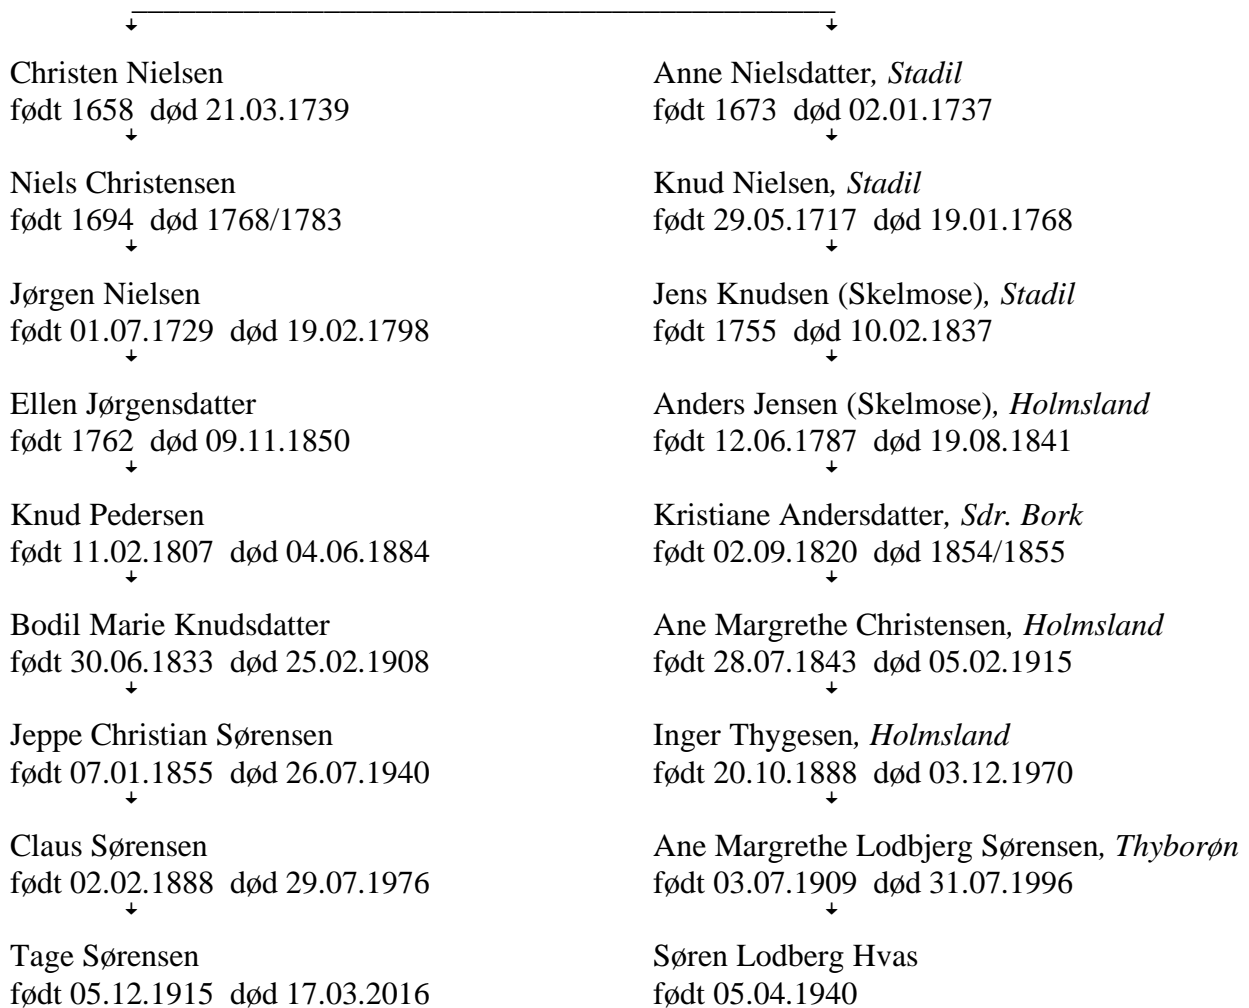 Christen Nielsen
født 1658 død 21.03.1739
Niels Christensen
født 1694 død 1768/1783
Jørgen Nielsen
født 01.07.1729 død 19.02.1798
Ellen Jørgensdatter
født 1762 død 09.11.1850
Knud Pedersen
født 11.02.1807 død 04.06.1884
Bodil Marie Knudsdatter
født 30.06.1833 død 25.02.1908
Jeppe Christian Sørensen
født 07.01.1855 død 26.07.1940
Claus Sørensen
født 02.02.1888 død 29.07.1976
Tage Sørensen
født 05.12.1915 død 17.03.2016
Anne Nielsdatter, Stadil
født 1673 død 02.01.1737
Knud Nielsen, Stadil
født 29.05.1717 død 19.01.1768
Jens Knudsen (Skelmose), Stadil
født 1755 død 10.02.1837
Anders Jensen (Skelmose), Holmsland
født 12.06.1787 død 19.08.1841
Kristiane Andersdatter, Sdr. Bork
født 02.09.1820 død 1854/1855
Ane Margrethe Christensen, Holmsland
født 28.07.1843 død 05.02.1915
Inger Thygesen, Holmsland
født 20.10.1888 død 03.12.1970
Ane Margrethe Lodbjerg Sørensen, Thyborøn
født 03.07.1909 død 31.07.1996
Søren Lodberg Hvas
født 05.04.1940